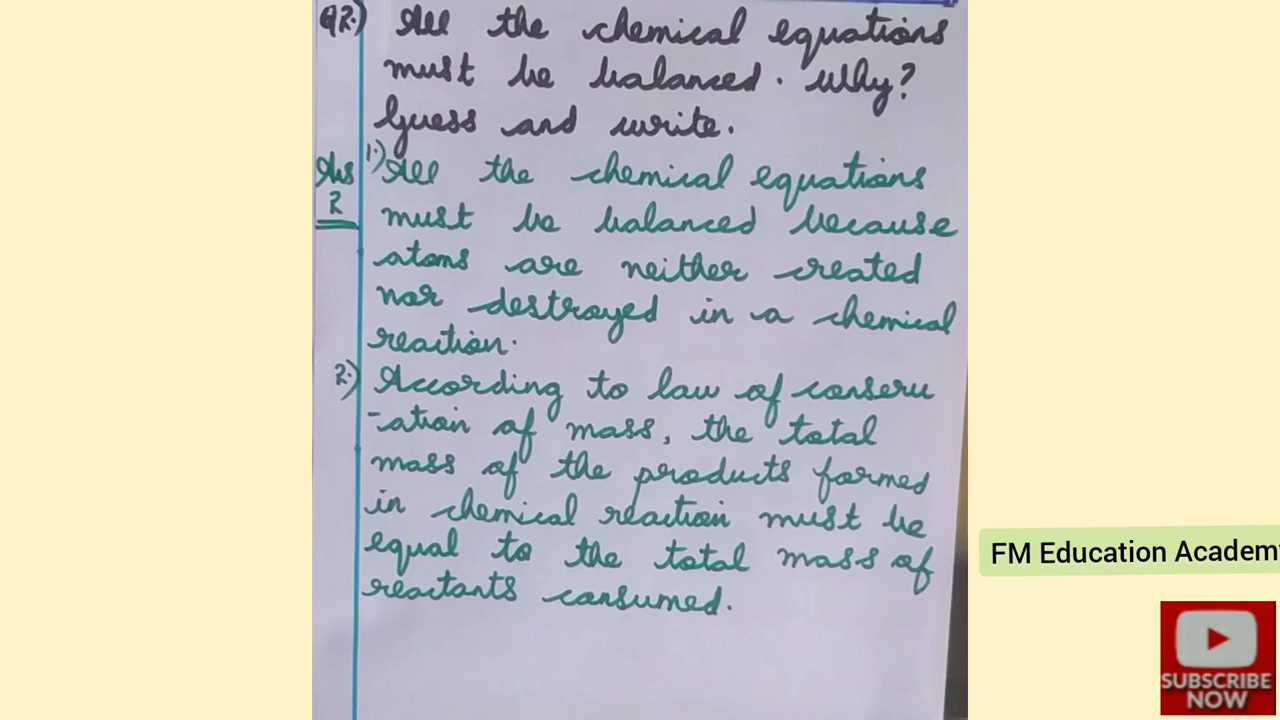 Q2.) All the chemical equations
must be balanced. Why?
Guess and write.
Ans 2 1.) All the chemical equations
must be balanced because
atoms are neither created
nor destroyed in a chemical
reaction.
2.) According to law of conserv
-ation of mass, the total
mass of the products formed
in chemical reaction must be
equal to the total mass of
reactants consumed.
FM Education Academy
SUBSCRIBE
NOW